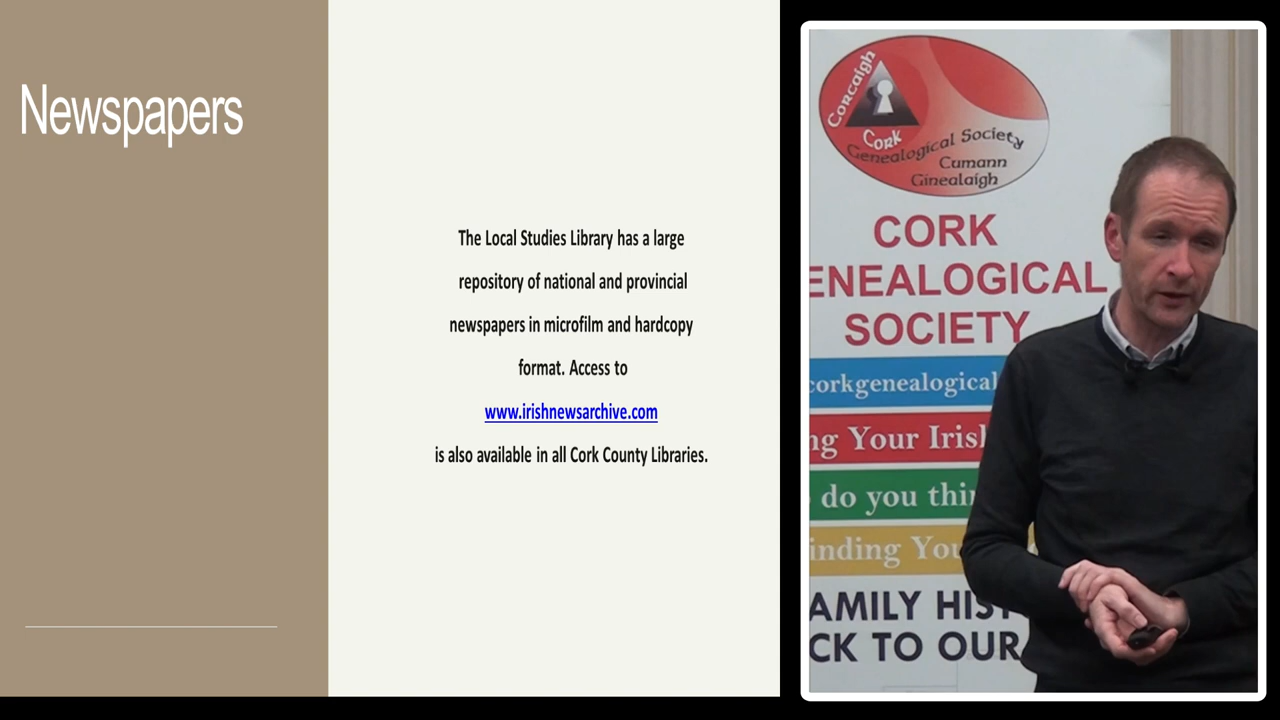 Newspapers
The Local Studies Library has a large
repository of national and provincial
newspapers in microfilm and hardcopy
format. Access to
www.irishnewsarchive.com
is also available in all Cork County Libraries.
Corcaigh
Cork
Genealogical Society
Cumann
Ginealaigh
CORK
ENEALOGICAL
SOCIETY
corkgenealogical
ng Your Irish
do you thin
inding You
AMILY HIST
CK TO OUR